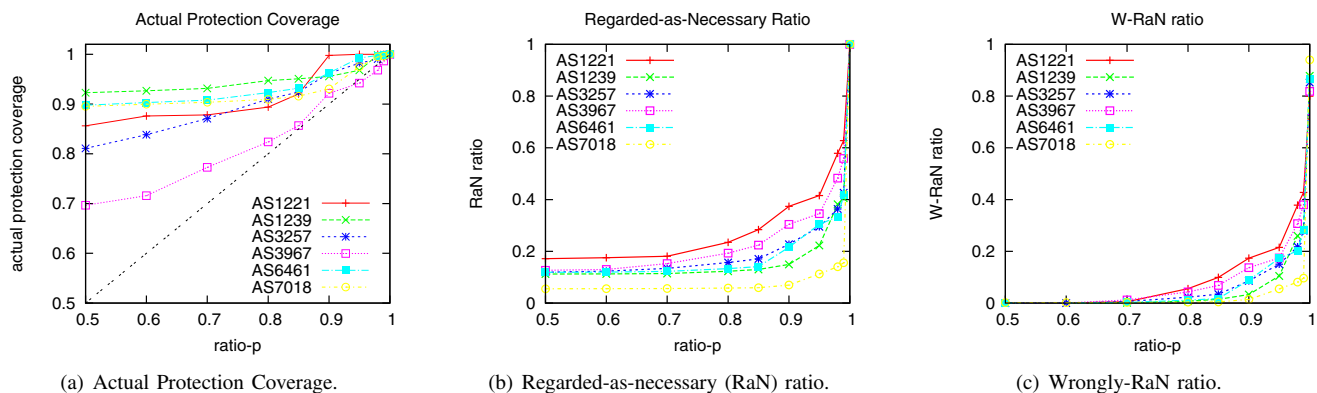 Actual Protection Coverage
actual protection coverage
1
0.9
0.8
0.7
0.6
0.5
AS1221
AS1239
AS3257
AS3967
AS6461
AS7018
0.5 0.6 0.7 0.8 0.9 1
ratio-p
(a) Actual Protection Coverage.
Regarded-as-Necessary Ratio
RaN ratio
1
0.8
0.6
0.4
0.2
0
AS1221
AS1239
AS3257
AS3967
AS6461
AS7018
0.5 0.6 0.7 0.8 0.9 1
ratio-p
(b) Regarded-as-necessary (RaN) ratio.
W-RaN ratio
W-RaN ratio
1
0.8
0.6
0.4
0.2
0
AS1221
AS1239
AS3257
AS3967
AS6461
AS7018
0.5 0.6 0.7 0.8 0.9 1
ratio-p
(c) Wrongly-RaN ratio.